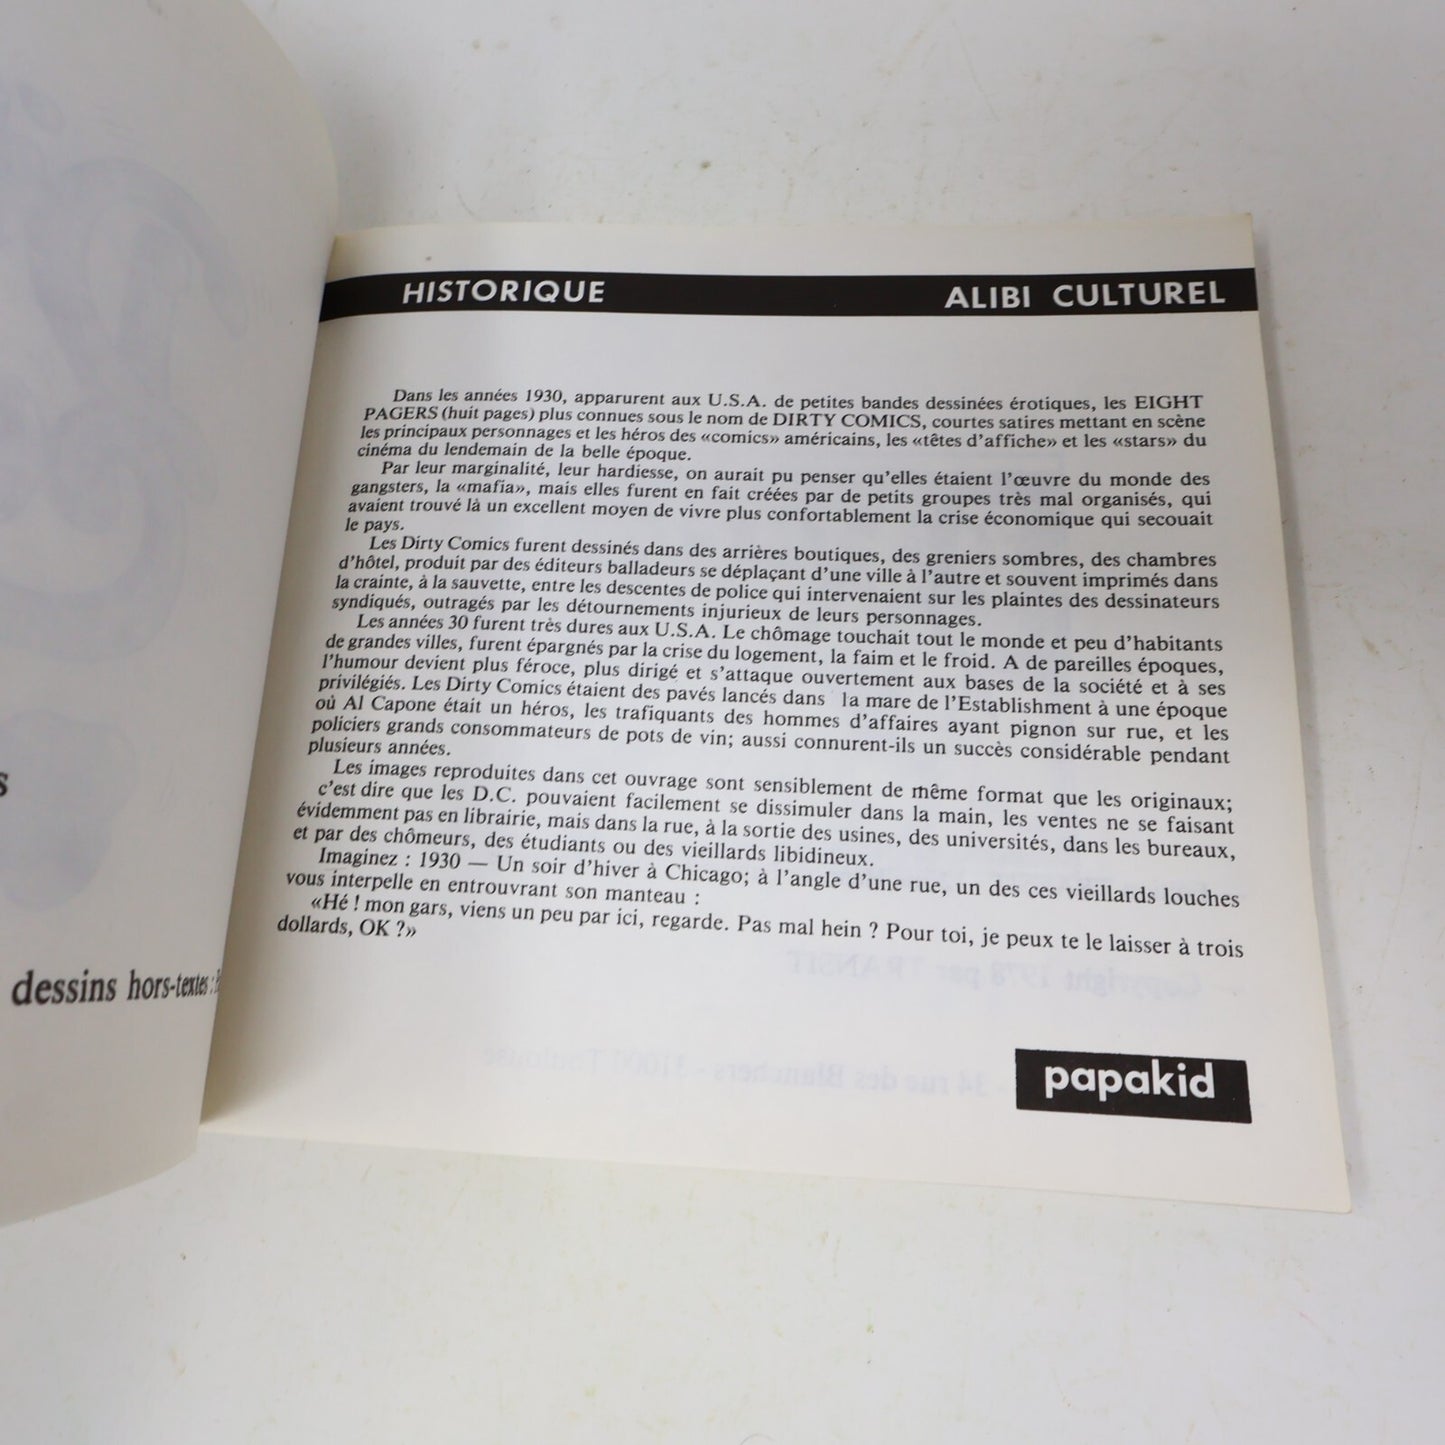 s
dessins hors-textes :
HISTORIQUE ALIBI CULTUREL
Dans les années 1930, apparurent aux U.S.A. de petites bandes dessinées érotiques, les EIGHT
PAGERS (huit pages) plus connues sous le nom de DIRTY COMICS, courtes satires mettant en scène
les principaux personnages et les héros des «comics» américains, les «têtes d'affiche» et les «stars» du
cinéma du lendemain de la belle époque.
Par leur marginalité, leur hardiesse, on aurait pu penser qu'elles étaient l'œuvre du monde des
gangsters, la «mafia», mais elles furent en fait créées par de petits groupes très mal organisés, qui
avaient trouvé là un excellent moyen de vivre plus confortablement la crise économique qui secouait
le pays.
Les Dirty Comics furent dessinés dans des arrières boutiques, des greniers sombres, des chambres
d'hôtel, produit par des éditeurs balladeurs se déplaçant d'une ville à l'autre et souvent imprimés dans
la crainte, à la sauvette, entre les descentes de police qui intervenaient sur les plaintes des dessinateurs
syndiqués, outragés par les détournements injurieux de leurs personnages.
Les années 30 furent très dures aux U.S.A. Le chômage touchait tout le monde et peu d'habitants
de grandes villes, furent épargnés par la crise du logement, la faim et le froid. A de pareilles époques,
l'humour devient plus féroce, plus dirigé et s'attaque ouvertement aux bases de la société et à ses
privilégiés. Les Dirty Comics étaient des pavés lancés dans la mare de l'Establishment à une époque
où Al Capone était un héros, les trafiquants des hommes d'affaires ayant pignon sur rue, et les
policiers grands consommateurs de pots de vin; aussi connurent-ils un succès considérable pendant
plusieurs années.
Les images reproduites dans cet ouvrage sont sensiblement de même format que les originaux;
c'est dire que les D.C. pouvaient facilement se dissimuler dans la main, les ventes ne se faisant
évidemment pas en librairie, mais dans la rue, à la sortie des usines, des universités, dans les bureaux,
et par des chômeurs, des étudiants ou des vieillards libidineux.
Imaginez : 1930 — Un soir d'hiver à Chicago; à l'angle d'une rue, un des ces vieillards louches
vous interpelle en entrouvrant son manteau :
«Hé ! mon gars, viens un peu par ici, regarde. Pas mal hein ? Pour toi, je peux te le laisser à trois
dollards, OK ?»
papakid